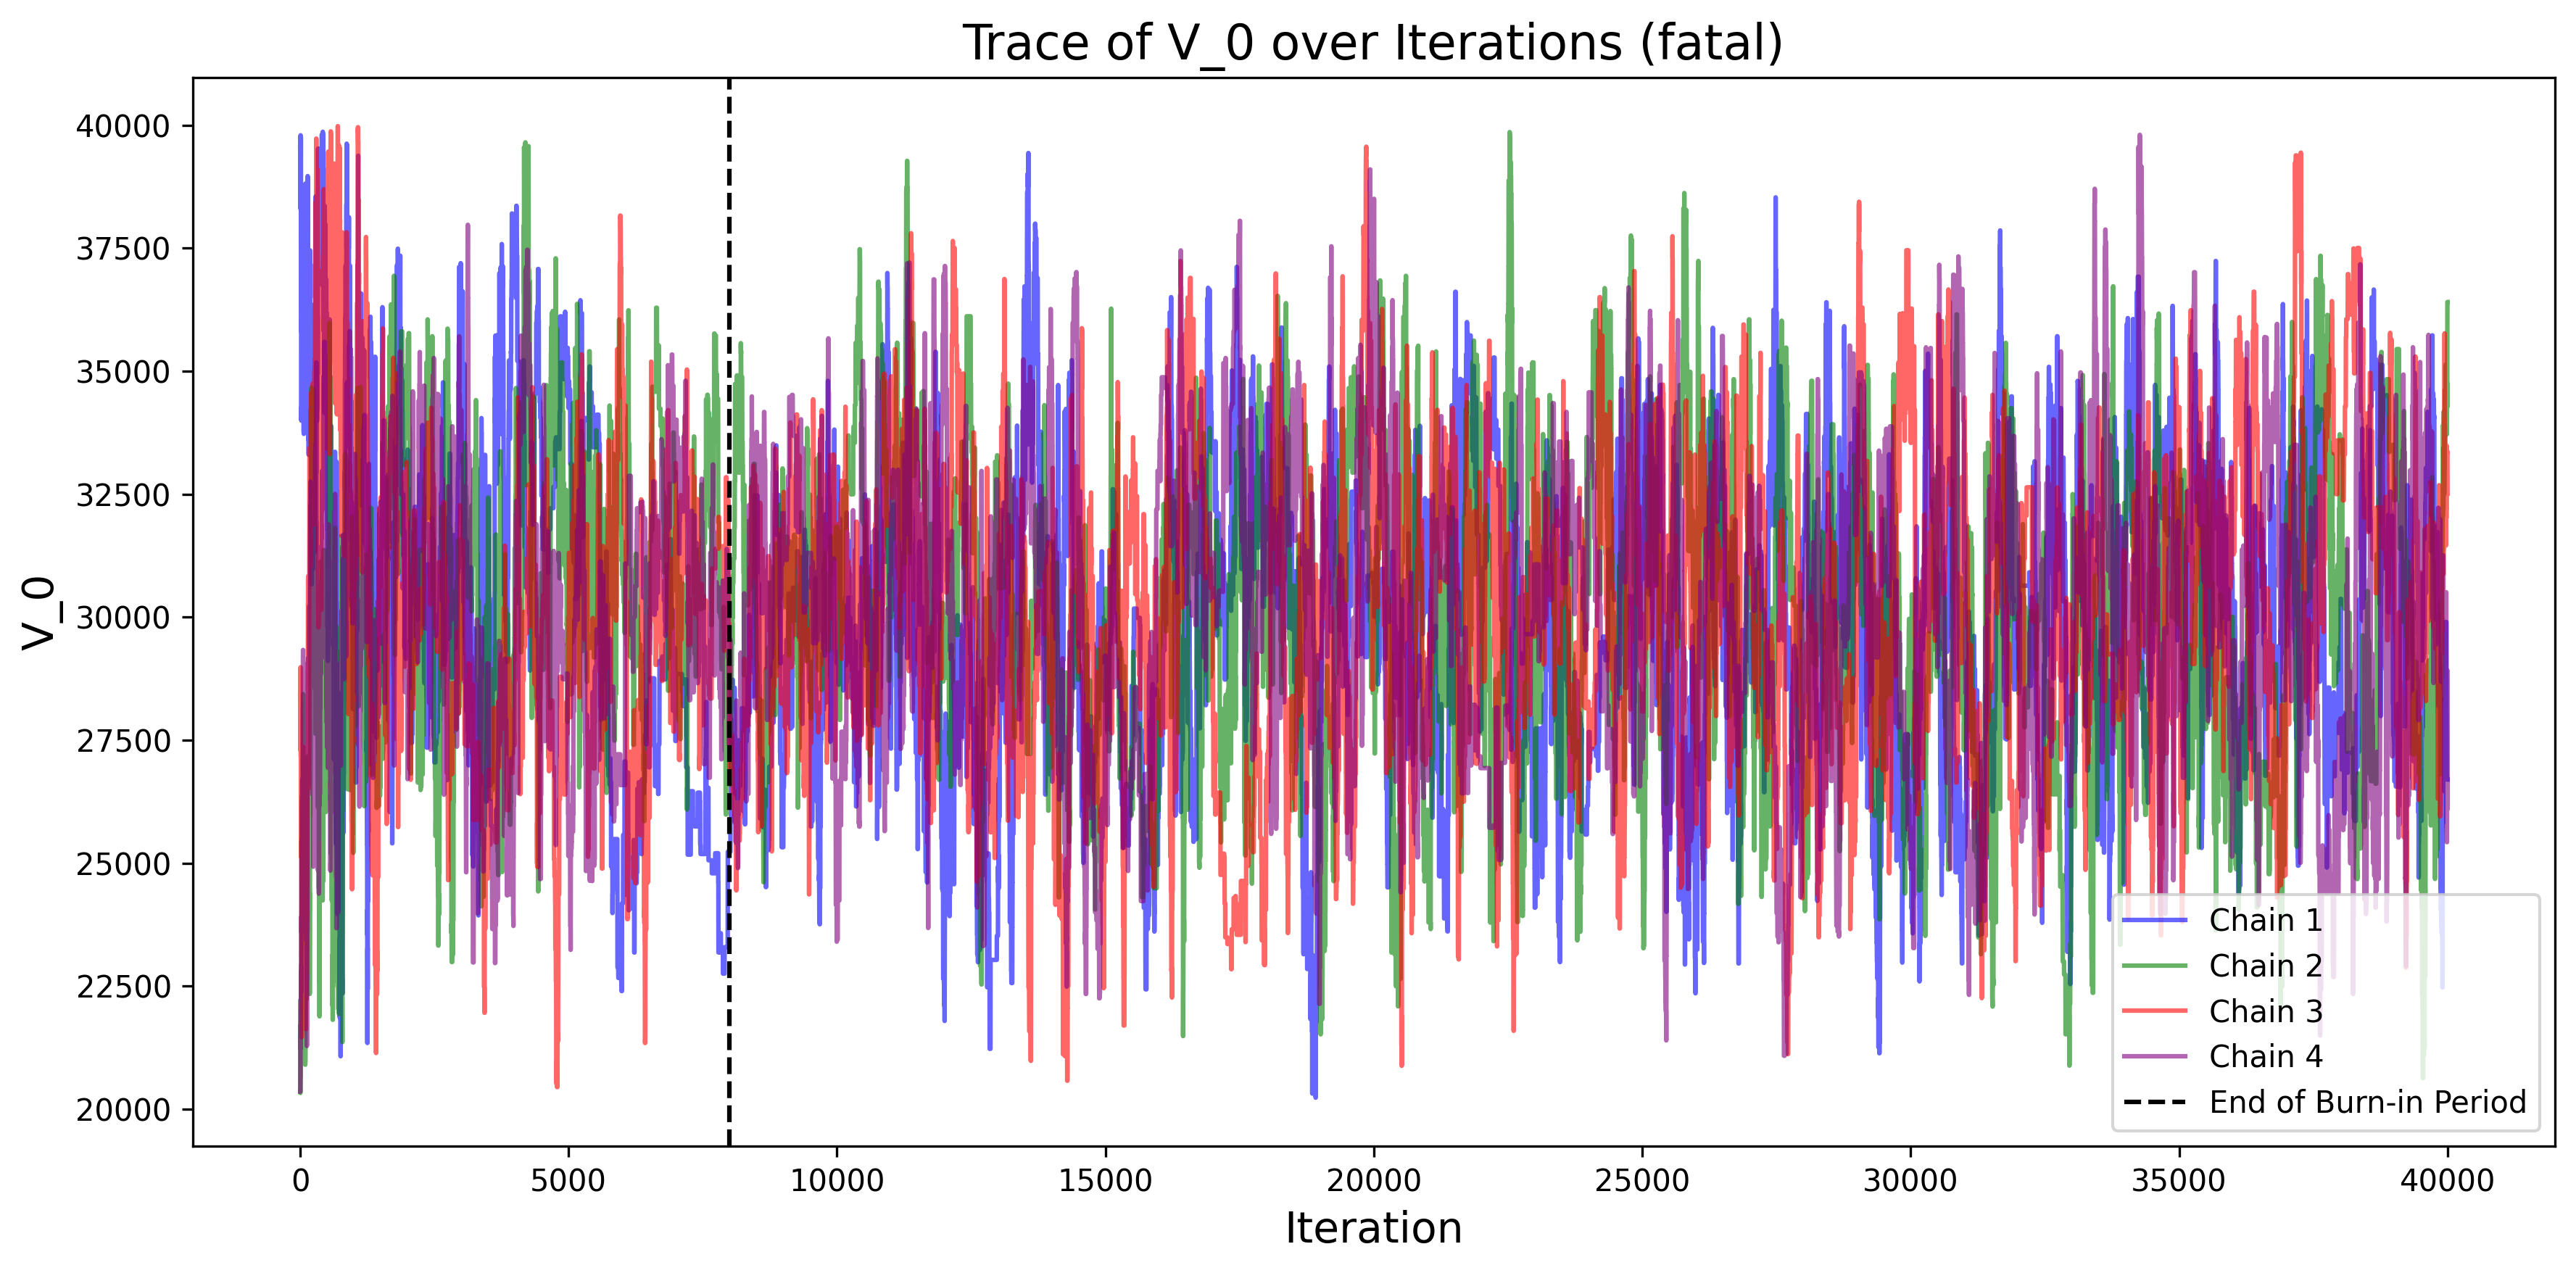 Trace of V_0 over Iterations (fatal)
40000
37500
35000
32500
30000
27500
25000
22500
20000
V_0
0
5000
10000
15000
20000
25000
30000
35000
40000
Iteration
Chain 1
Chain 2
Chain 3
Chain 4
End of Burn-in Period